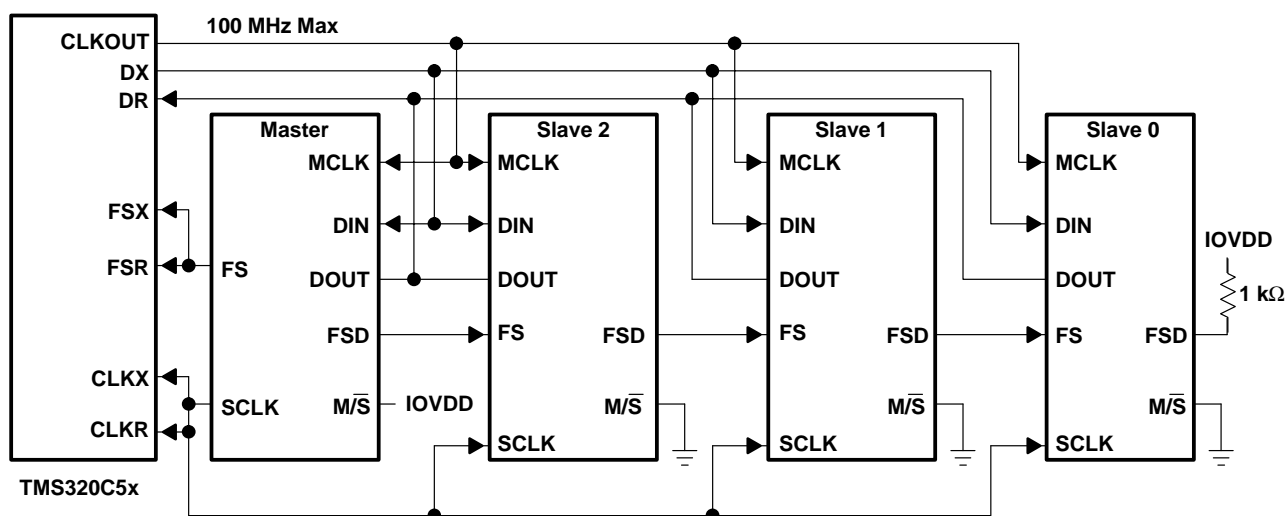 100 MHz Max
CLKOUT
DX
DR
FSX
FSR
CLKX
CLKR
TMS320C5x
Master
MCLK
DIN
DOUT
FS
FSD
SCLK
M/S̅
IOVDD
Slave 2
MCLK
DIN
DOUT
FS
FSD
M/S̅
SCLK
Slave 1
MCLK
DIN
DOUT
FS
FSD
M/S̅
SCLK
Slave 0
MCLK
DIN
DOUT
FS
FSD
M/S̅
SCLK
IOVDD
1 kΩ